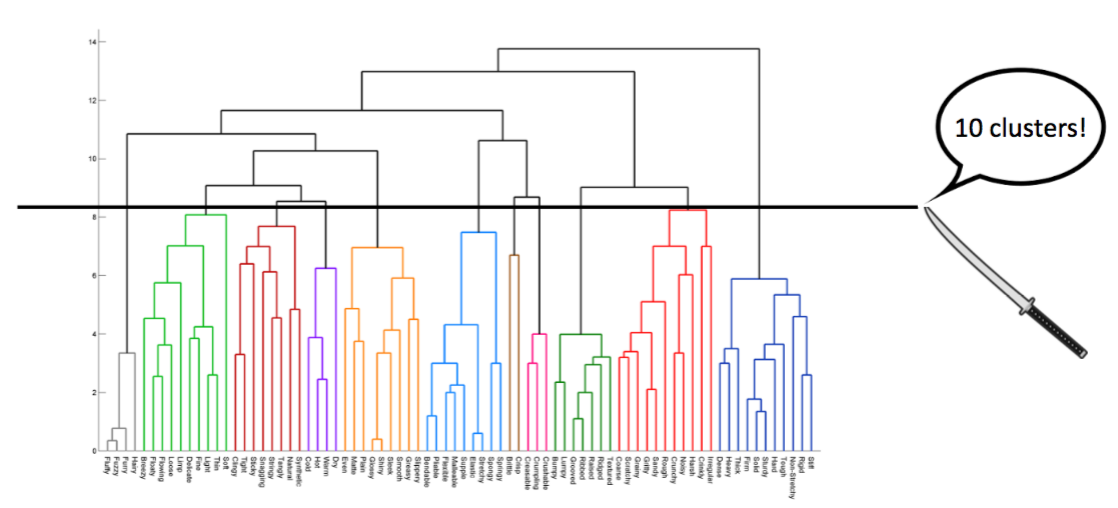 10 clusters!
14
12
10
8
6
4
2
0
Fluffy
Fuzzy
Furry
Hairy
Breezy
Floaty
Flowing
Loose
Limp
Delicate
Fine
Light
Thin
Soft
Clingy
Tight
Sticky
Snagging
Stringy
Tangly
Natural
Synthetic
Cold
Hot
Warm
Dry
Even
Matte
Plain
Glossy
Shiny
Sleek
Smooth
Greasy
Slippery
Bendable
Pliable
Flexible
Malleable
Supple
Elastic
Stretchy
Spongy
Springy
Brittle
Crisp
Creasable
Crumpling
Crushable
Bumpy
Lumpy
Grooved
Ribbed
Raised
Ridged
Textured
Coarse
Scratchy
Grainy
Gritty
Sandy
Rough
Crunchy
Noisy
Harsh
Irregular
Dense
Heavy
Thick
Firm
Solid
Sturdy
Hard
Tough
Non-Stretchy
Rigid
Stiff